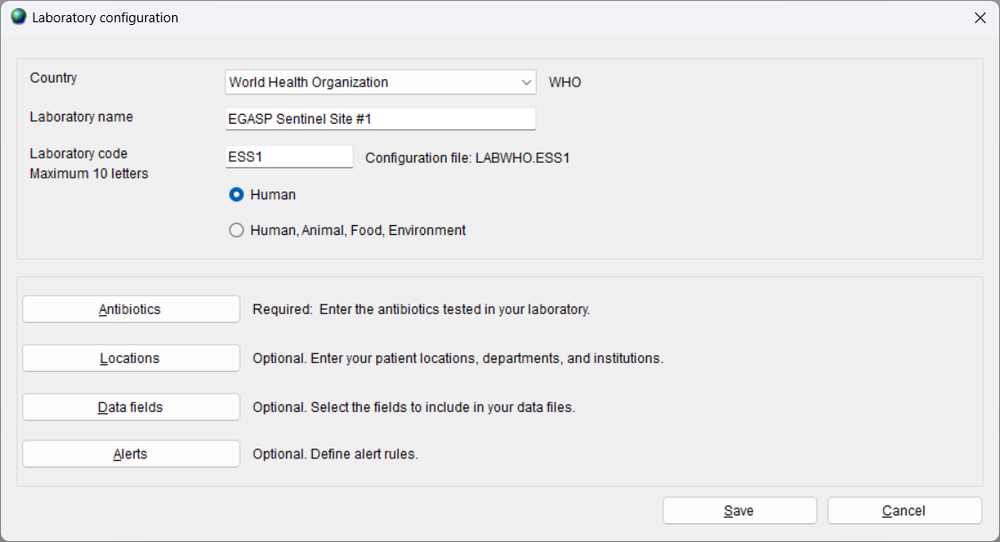 Laboratory configuration
Country
World Health Organization
WHO
Laboratory name
EGASP Sentinel Site #1
Laboratory code
Maximum 10 letters
ESS1
Configuration file: LABWHO.ESS1
Human
Human, Animal, Food, Environment
Antibiotics
Required:  Enter the antibiotics tested in your laboratory.
Locations
Optional. Enter your patient locations, departments, and institutions.
Data fields
Optional. Select the fields to include in your data files.
Alerts
Optional. Define alert rules.
Save
Cancel